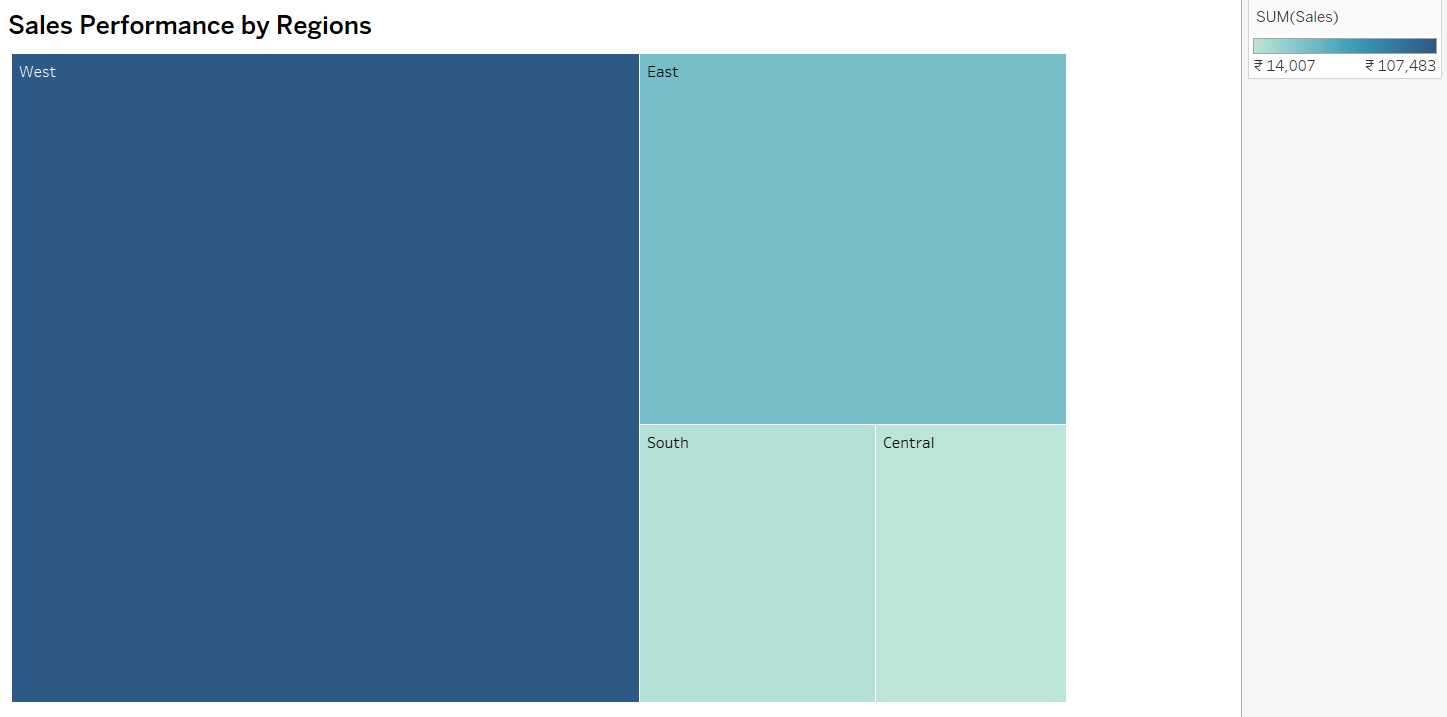 Sales Performance by Regions
SUM(Sales)
₹ 14,007 ₹ 107,483
West
East
South
Central